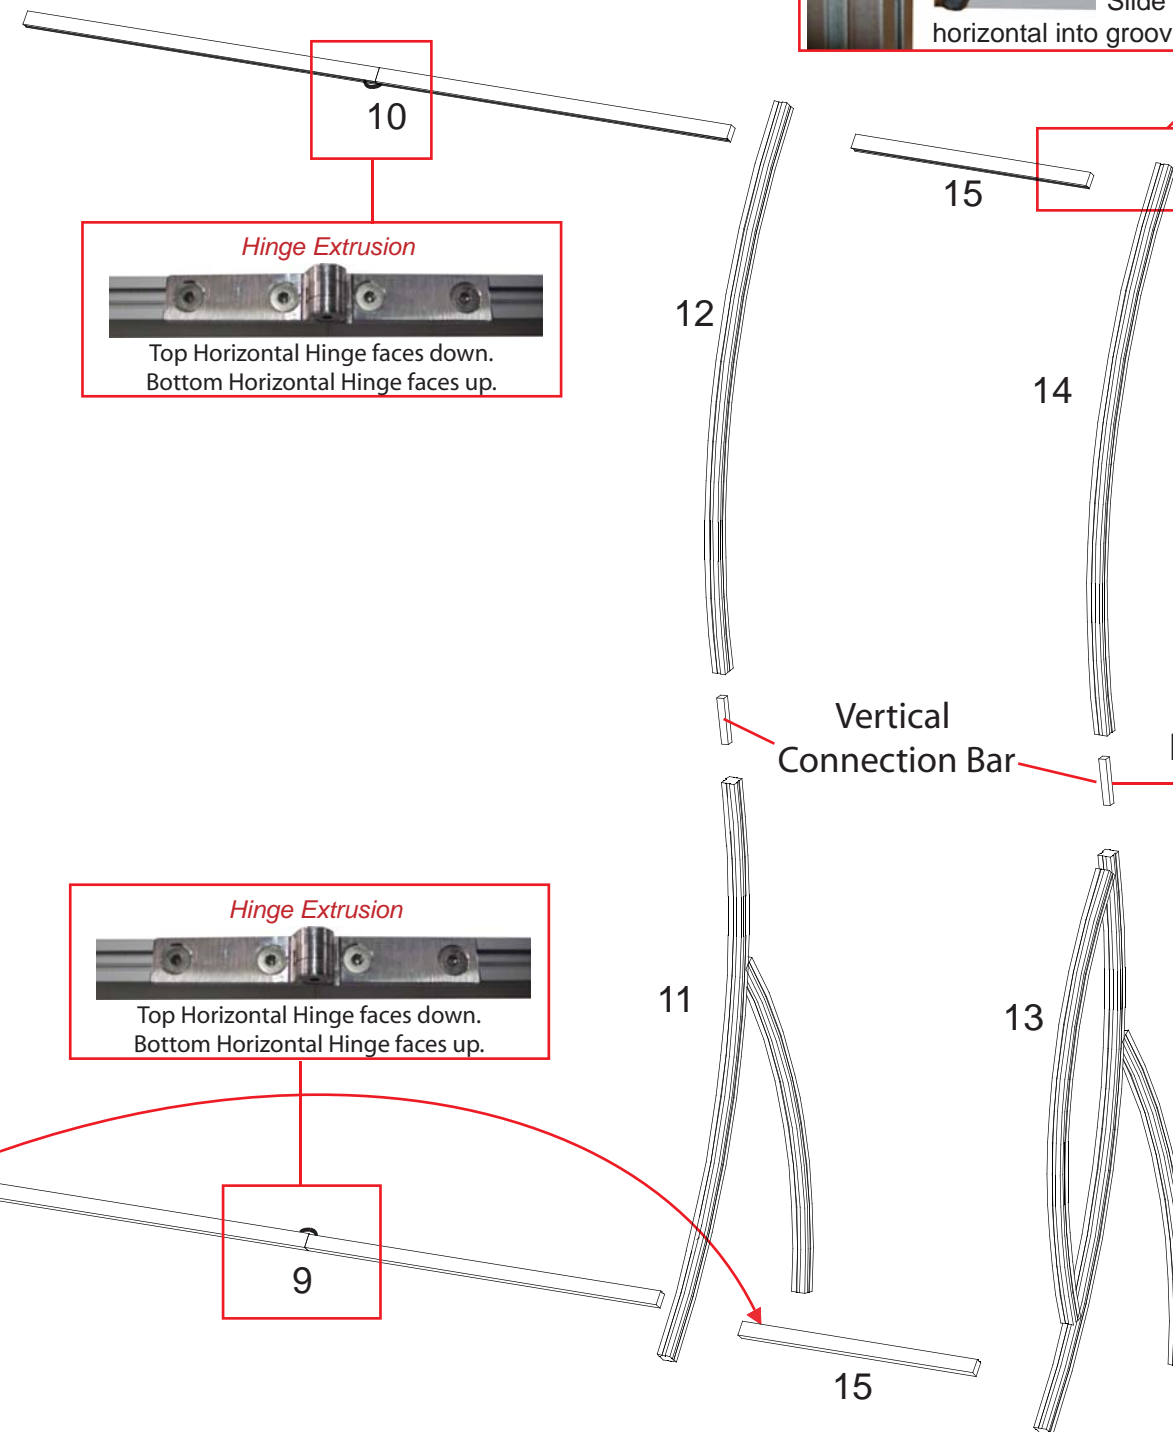 Slide
horizontal into groov
10
15
Hinge Extrusion
Top Horizontal Hinge faces down.
Bottom Horizontal Hinge faces up.
12
14
Vertical
Connection Bar
Hinge Extrusion
Top Horizontal Hinge faces down.
Bottom Horizontal Hinge faces up.
11
13
9
15